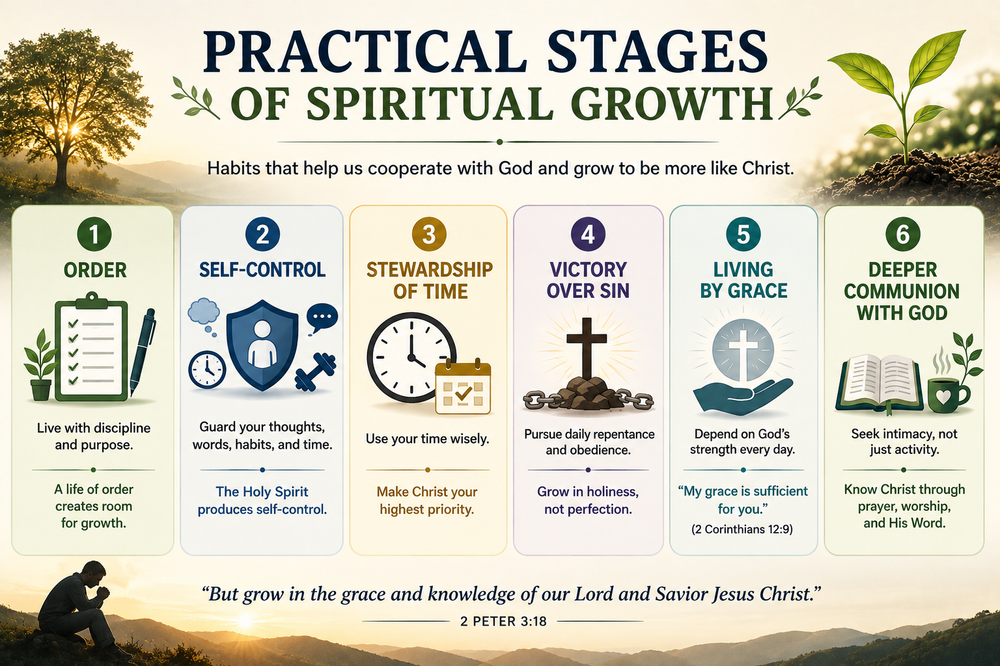 PRACTICAL STAGES
OF SPIRITUAL GROWTH
Habits that help us cooperate with God and grow to be more like Christ.
1
ORDER
Live with discipline
and purpose.
A life of order
creates room
for growth.
2
SELF-CONTROL
Guard your thoughts,
words, habits, and time.
The Holy Spirit
produces self-control.
3
STEWARDSHIP
OF TIME
Use your time wisely.
Make Christ your
highest priority.
4
VICTORY
OVER SIN
Pursue daily repentance
and obedience.
Grow in holiness,
not perfection.
5
LIVING
BY GRACE
Depend on God's
strength every day.
“My grace is sufficient
for you.”
(2 Corinthians 12:9)
6
DEEPER
COMMUNION
WITH GOD
Seek intimacy, not
just activity.
Know Christ through
prayer, worship,
and His Word.
“But grow in the grace and knowledge of our Lord and Savior Jesus Christ.”
2 PETER 3:18